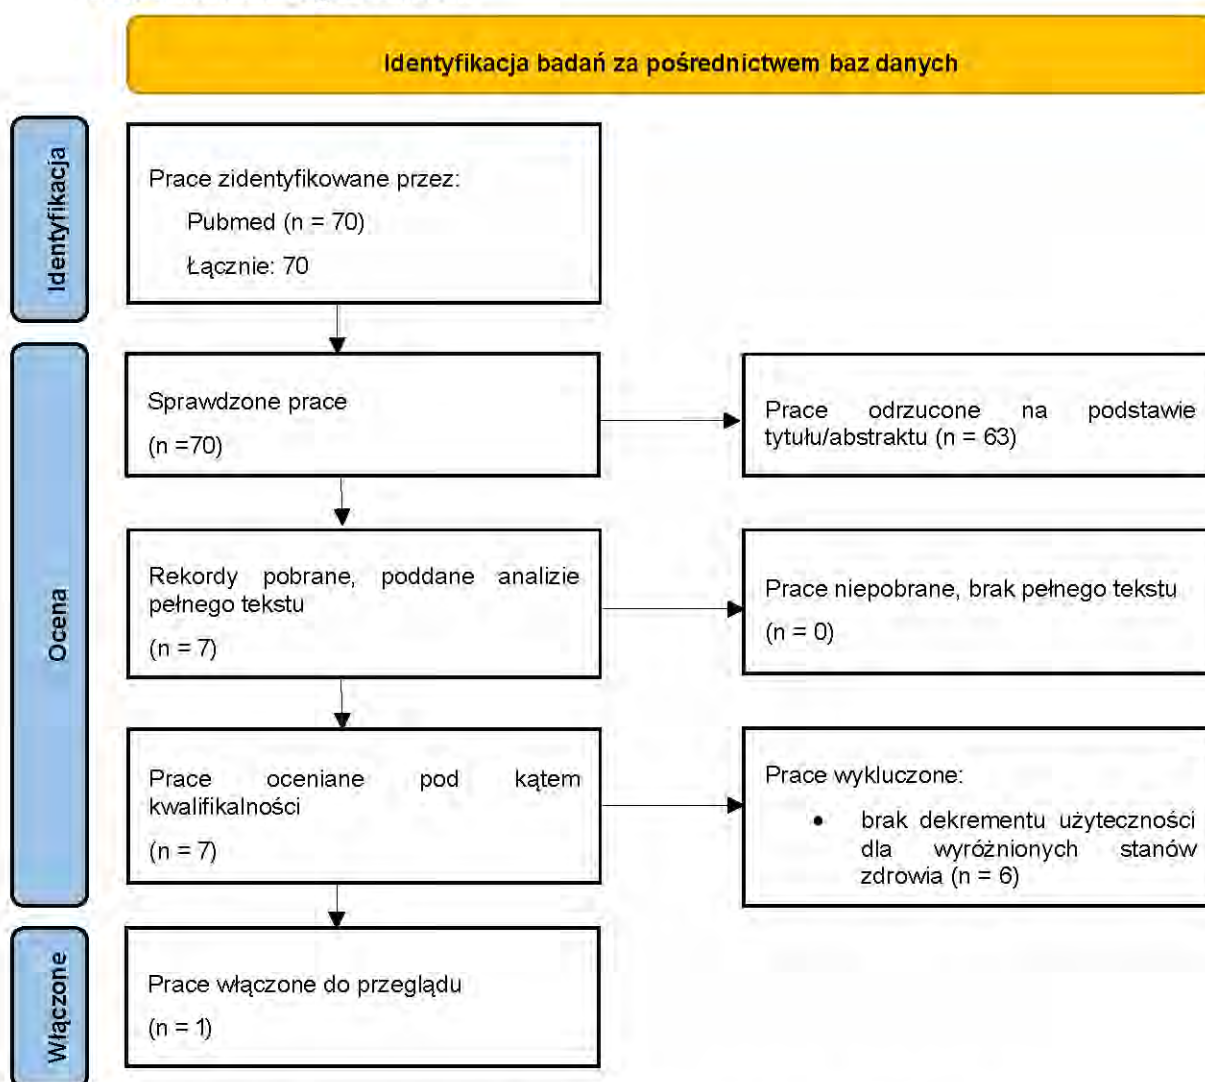 Identyfikacja badań za pośrednictwem baz danych
Identyfikacja
Prace zidentyfikowane przez:
Pubmed (n = 70)
Łącznie: 70
Ocena
Sprawdzone prace
(n =70)
Prace odrzucone na podstawie
tytułu/abstraktu (n = 63)
Rekordy pobrane, poddane analizie
pełnego tekstu
(n = 7)
Prace niepobrane, brak pełnego tekstu
(n = 0)
Prace oceniane pod kątem
kwalifikalności
(n = 7)
Prace wykluczone:
• brak dekrementu użyteczności
dla wyróżnionych stanów
zdrowia (n = 6)
Włączone
Prace włączone do przeglądu
(n = 1)